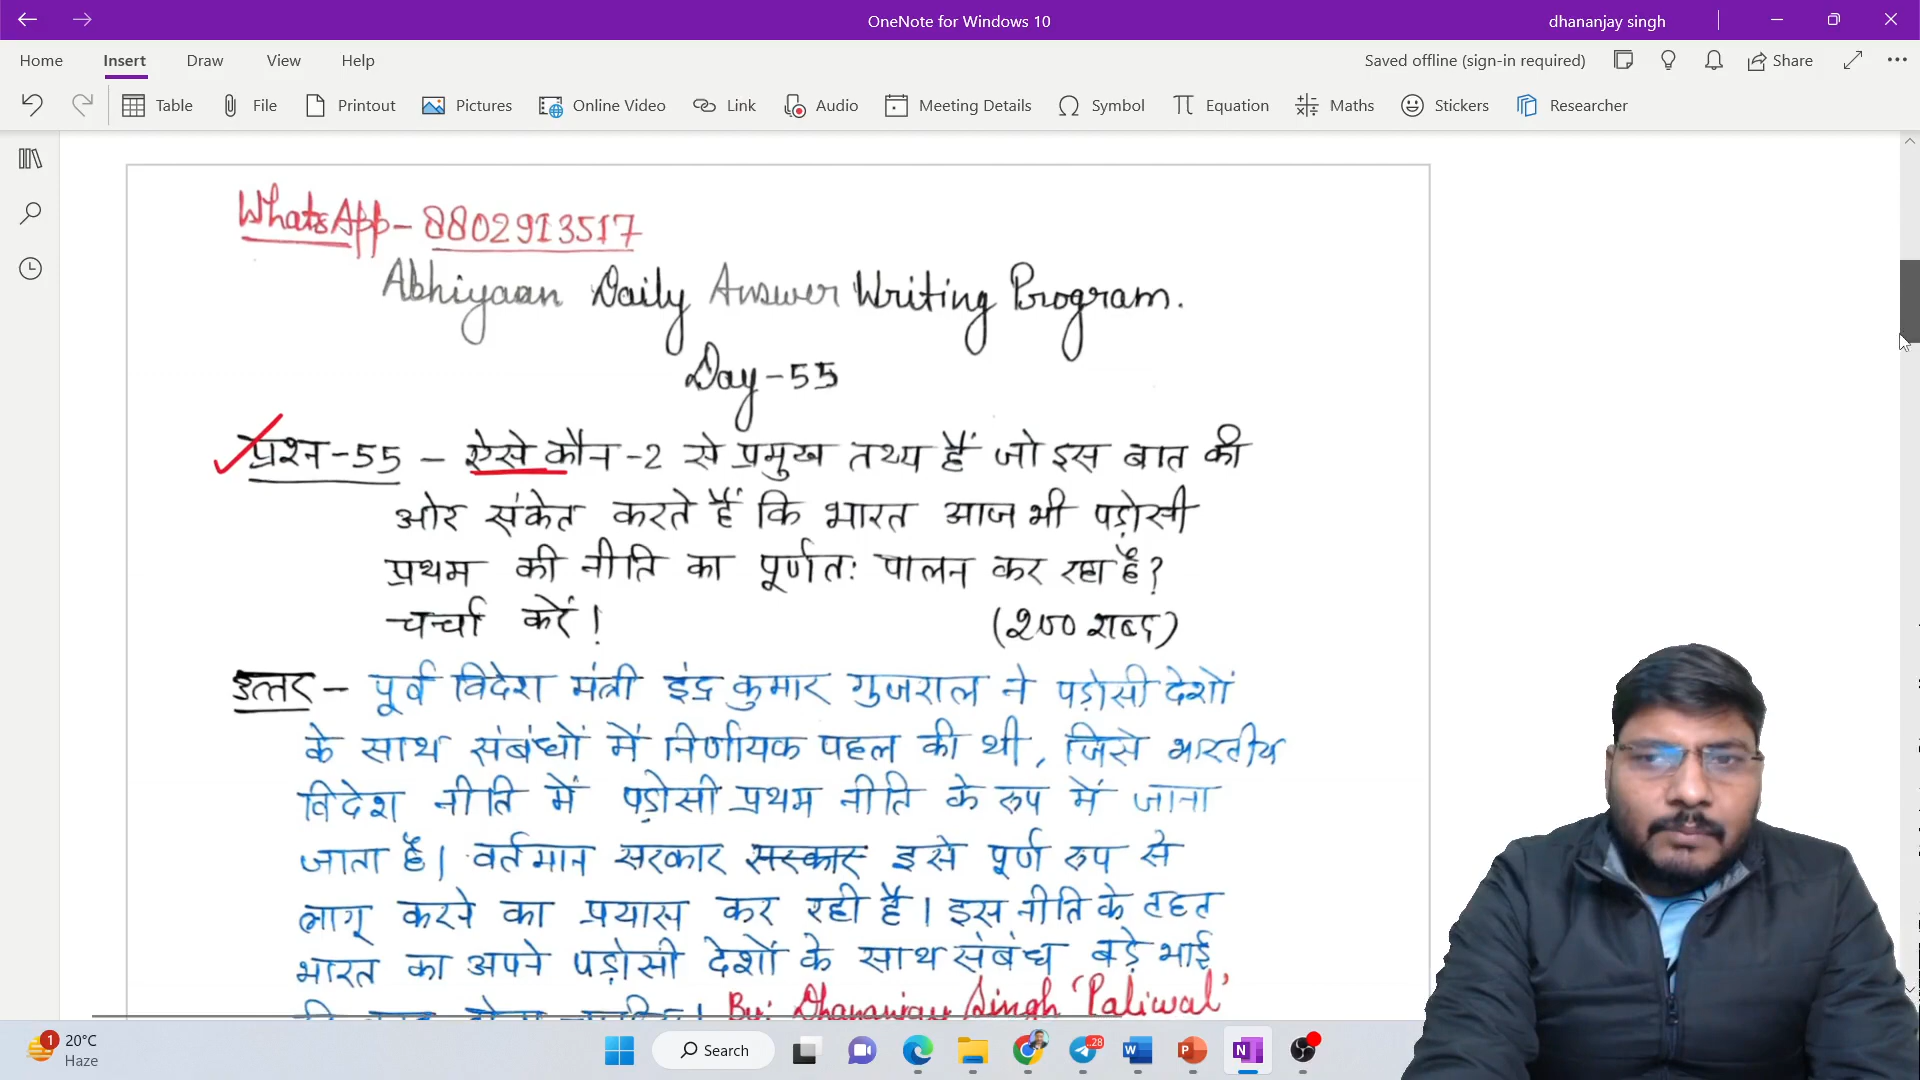 OneNote for Windows 10
dhananjay singh
Home Insert Draw View Help
Saved offline (sign-in required) Share
Table File Printout Pictures Online Video Link Audio Meeting Details Symbol Equation Maths Stickers Researcher
WhatsApp - 8802913517
Abhiyaan Daily Answer Writing Program.
Day-55
प्रश्न-55 - ऐसे कौन-2 से प्रमुख तथ्य हैं जो इस बात की
ओर संकेत करते हैं कि भारत आज भी पड़ोसी
प्रथम की नीति का पूर्णतः पालन कर रहा है?
चर्चा करें! (200 शब्द)
उत्तर - पूर्व विदेश मंत्री इंद्र कुमार गुजराल ने पड़ोसी देशों
के साथ संबंधों में निर्णायक पहल की थी, जिसे भारतीय
विदेश नीति में पड़ोसी प्रथम नीति के रूप में जाना
जाता है। वर्तमान सरकार सरकार इसे पूर्ण रूप से
लागू करने का प्रयास कर रही है। इस नीति के तहत
भारत का अपने पड़ोसी देशों के साथ संबंध बड़े भाई
By: Dhananjay Singh 'Paliwal'
1 20°C
Haze
Search
28